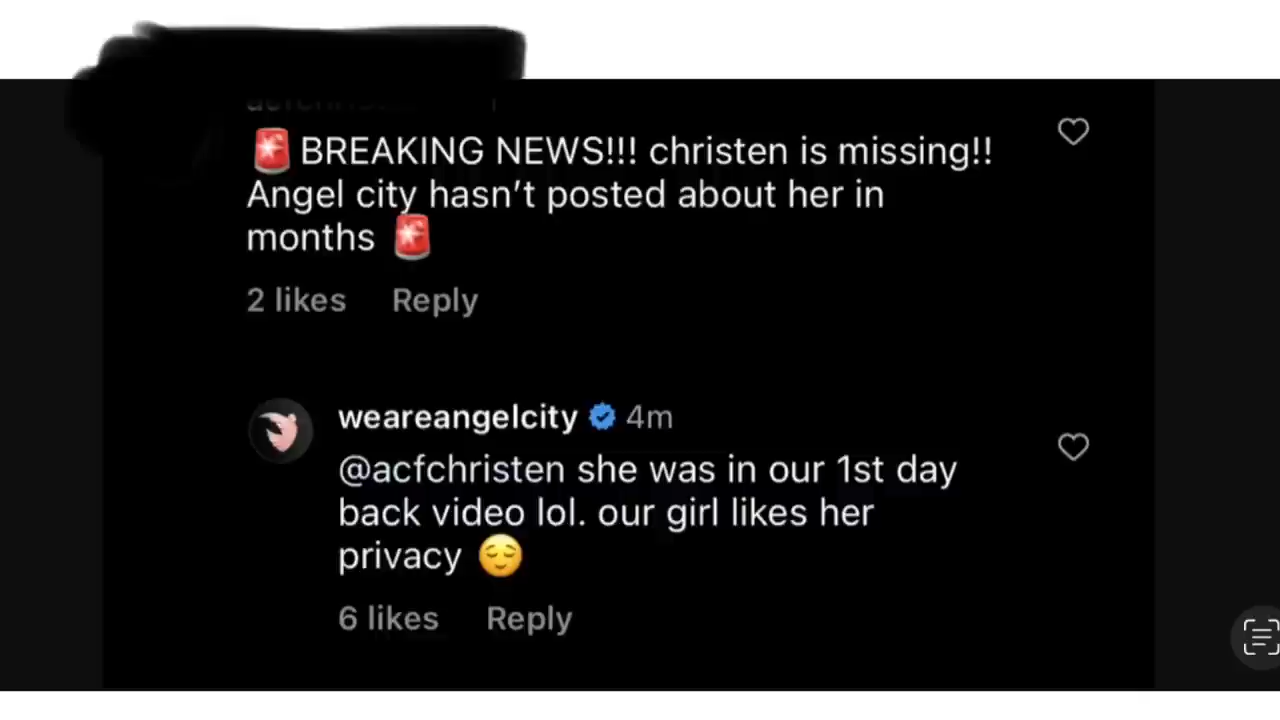 🚨 BREAKING NEWS!!! christen is missing!!
Angel city hasn’t posted about her in
months 🚨
2 likes Reply
weareangelcity 4m
@acfchristen she was in our 1st day
back video lol. our girl likes her
privacy 😌
6 likes Reply